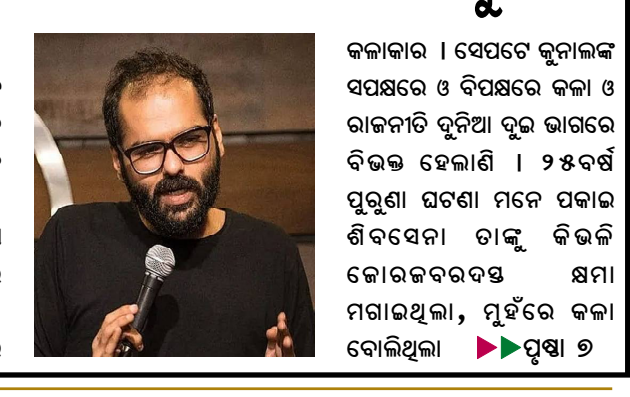 କଳାକାର । ସେପଟେ କୁନାଲଙ୍କ
ସପକ୍ଷରେ ଓ ବିପକ୍ଷରେ କଳା ଓ
ରାଜନୀତି ଦୁନିଆ ଦୁଇ ଭାଗରେ
ବିଭକ୍ତ ହେଲାଣି । ୨୫ବର୍ଷ
ପୁରୁଣା ଘଟଣା ମନେ ପକାଇ
ଶିବସେନା ତାଙ୍କୁ କିଭଳି
ଜୋରଜବରଦସ୍ତ କ୍ଷମା
ମଗାଇଥିଲା, ମୁହଁରେ କଳା
ବୋଲିଥିଲା ▶▶ପୃଷ୍ଠା ୭